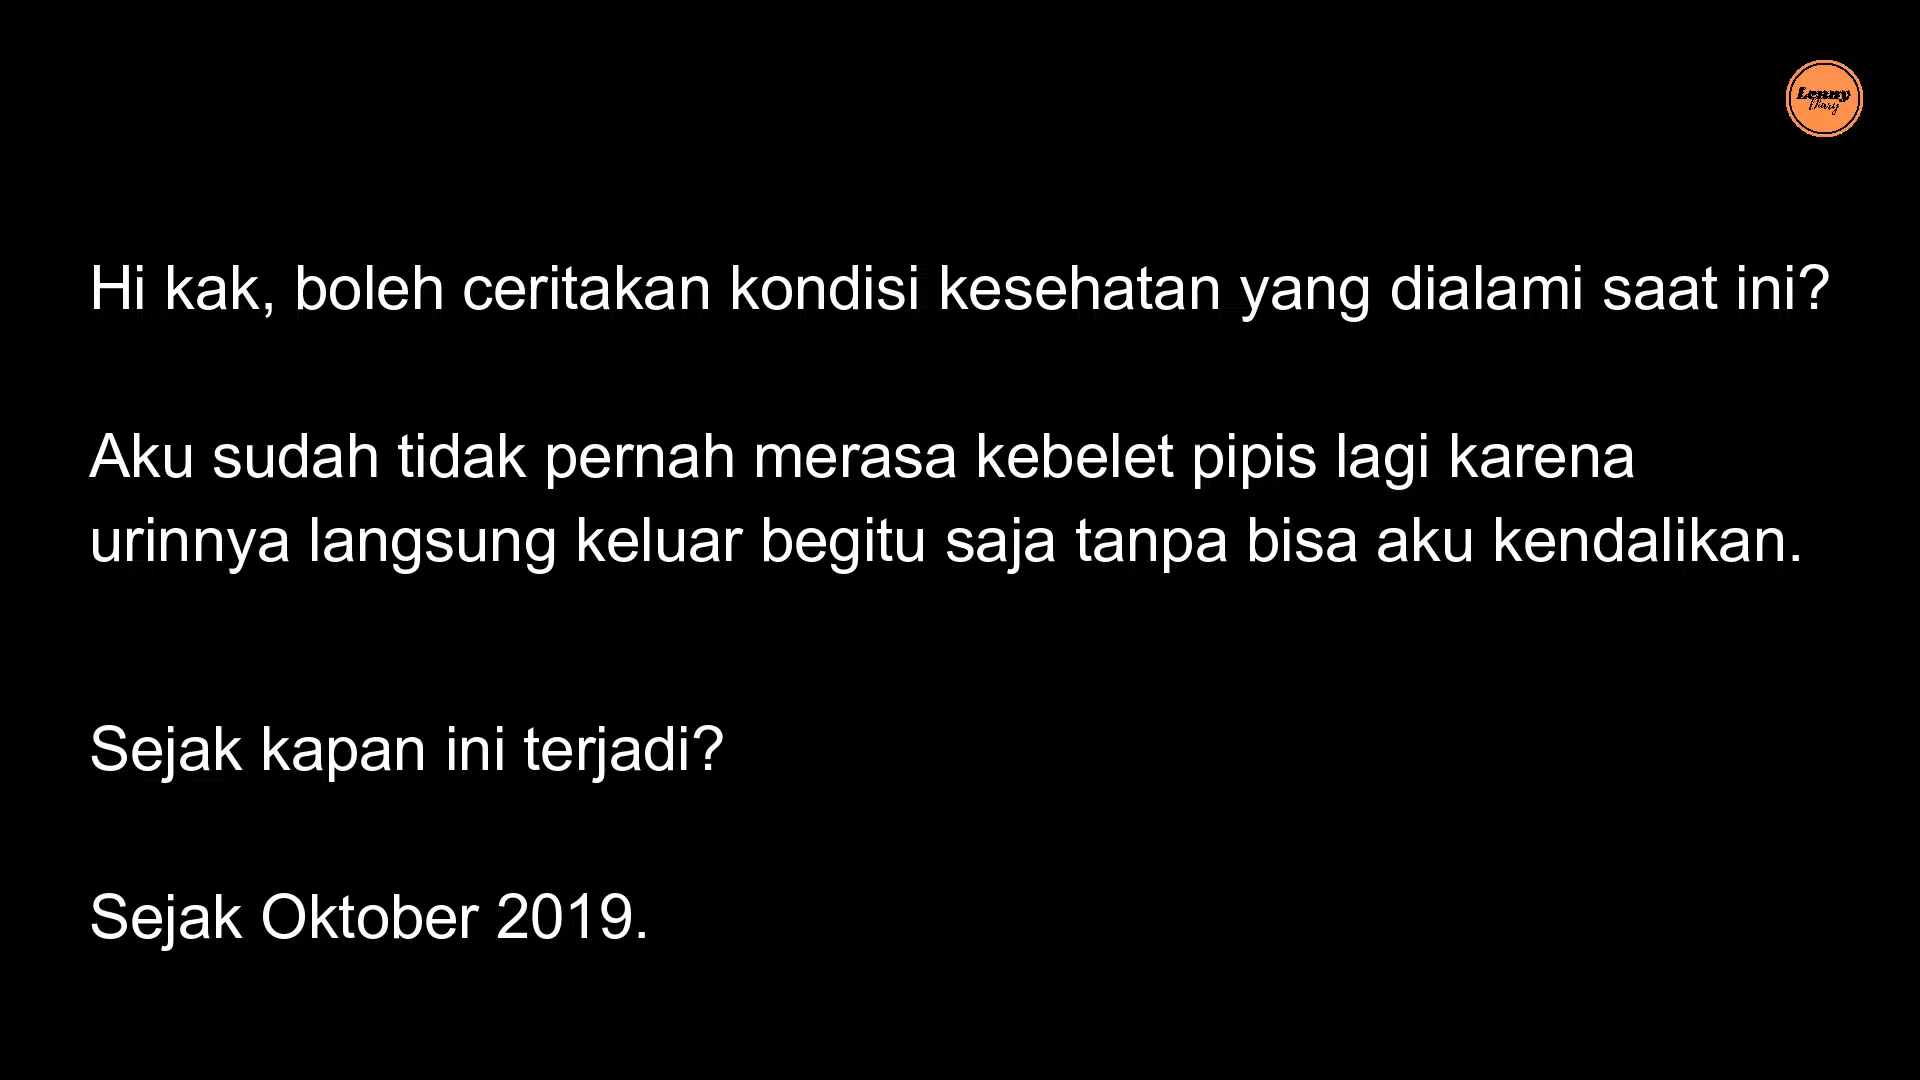 Lenny
Diary
Hi kak, boleh ceritakan kondisi kesehatan yang dialami saat ini?
Aku sudah tidak pernah merasa kebelet pipis lagi karena
urinnya langsung keluar begitu saja tanpa bisa aku kendalikan.
Sejak kapan ini terjadi?
Sejak Oktober 2019.